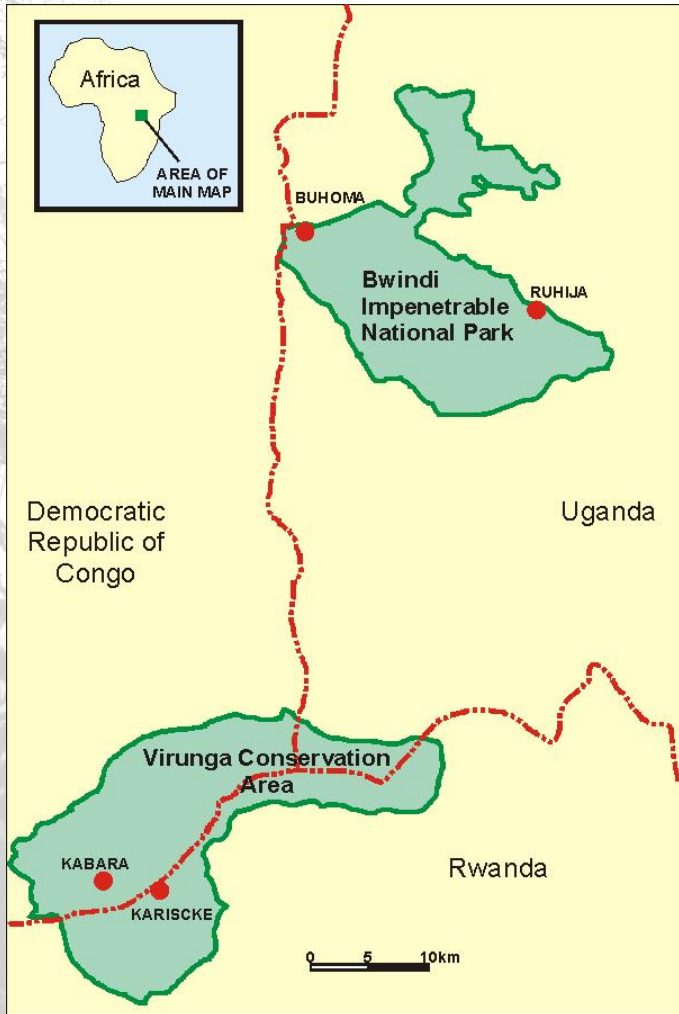 Africa
AREA OF
MAIN MAP
BUHOMA
Bwindi
Impenetrable
National Park
RUHIJA
Democratic
Republic of
Congo
Uganda
Virunga Conservation
Area
KABARA
KARISCKE
Rwanda
0 5 10km